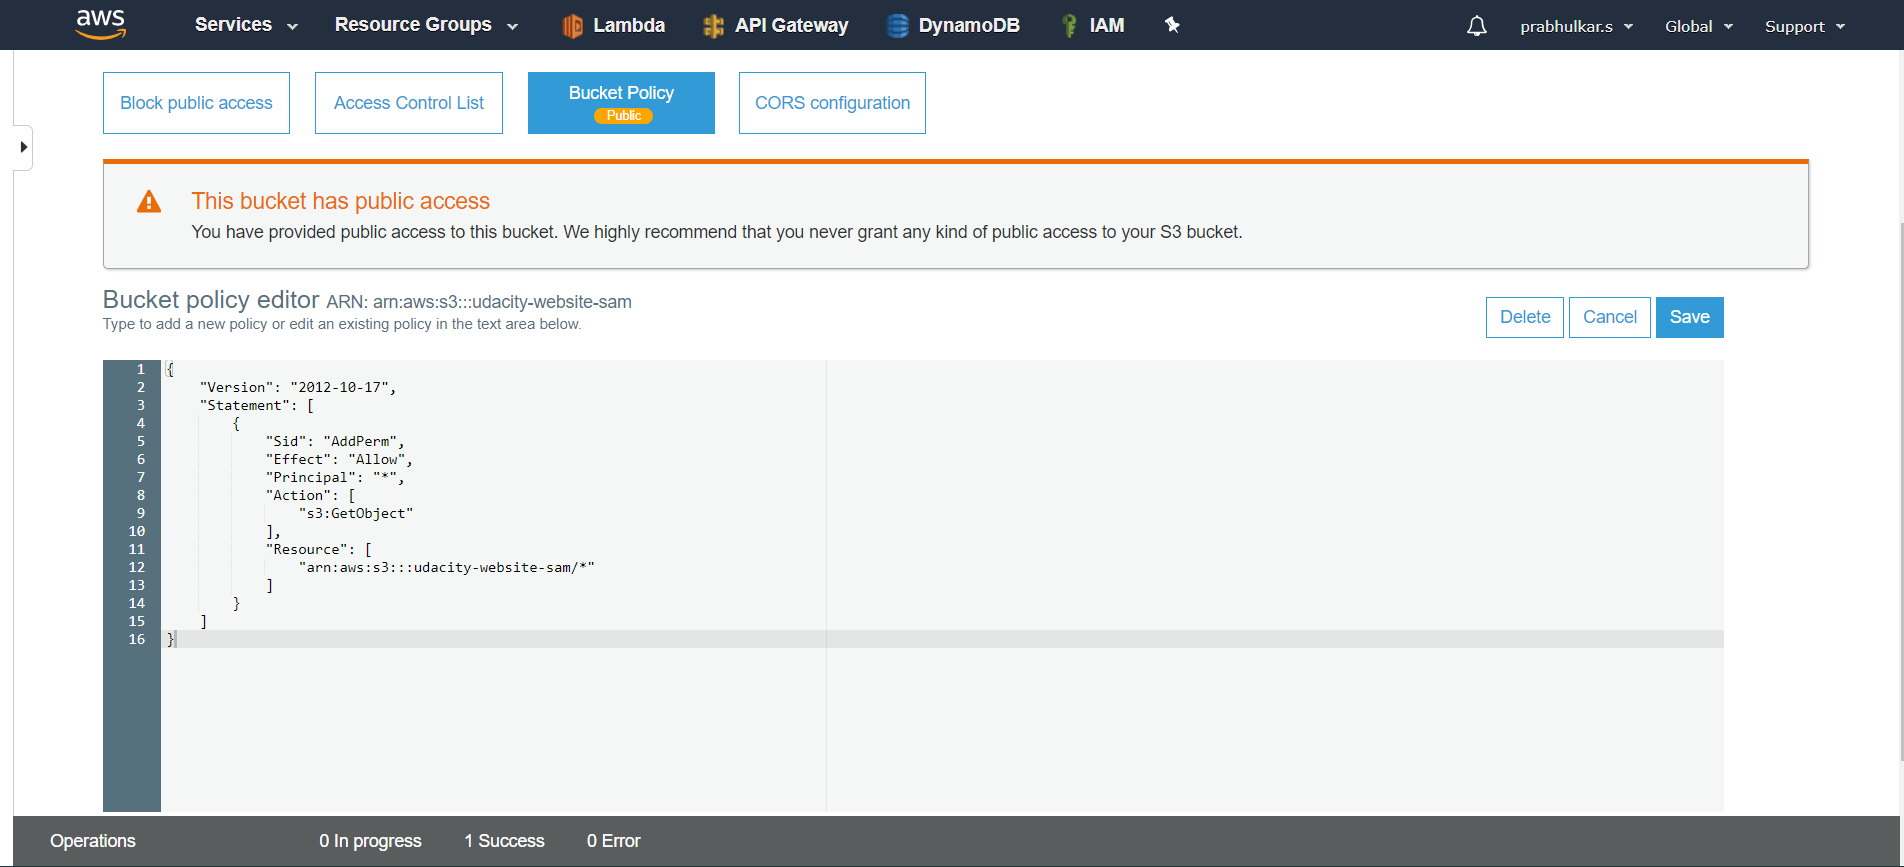 aws Services Resource Groups Lambda API Gateway DynamoDB IAM prabhulkar.s Global Support
Block public access Access Control List Bucket Policy CORS configuration
Public
This bucket has public access
You have provided public access to this bucket. We highly recommend that you never grant any kind of public access to your S3 bucket.
Bucket policy editor ARN: arn:aws:s3:::udacity-website-sam
Type to add a new policy or edit an existing policy in the text area below.
Delete Cancel Save
1 {
2     "Version": "2012-10-17",
3     "Statement": [
4         {
5             "Sid": "AddPerm",
6             "Effect": "Allow",
7             "Principal": "*",
8             "Action": [
9                 "s3:GetObject"
10             ],
11             "Resource": [
12                 "arn:aws:s3:::udacity-website-sam/*"
13             ]
14         }
15     ]
16 }
Operations 0 In progress 1 Success 0 Error